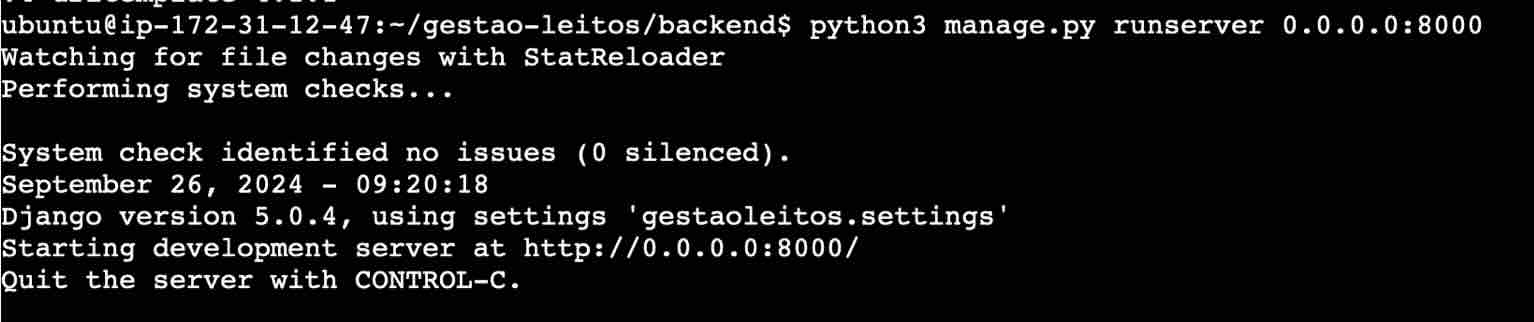 ubuntu@ip-172-31-12-47:~/gestao-leitos/backend$ python3 manage.py runserver 0.0.0.0:8000
Watching for file changes with StatReloader
Performing system checks...
System check identified no issues (0 silenced).
September 26, 2024 - 09:20:18
Django version 5.0.4, using settings 'gestaoleitos.settings'
Starting development server at http://0.0.0.0:8000/
Quit the server with CONTROL-C.